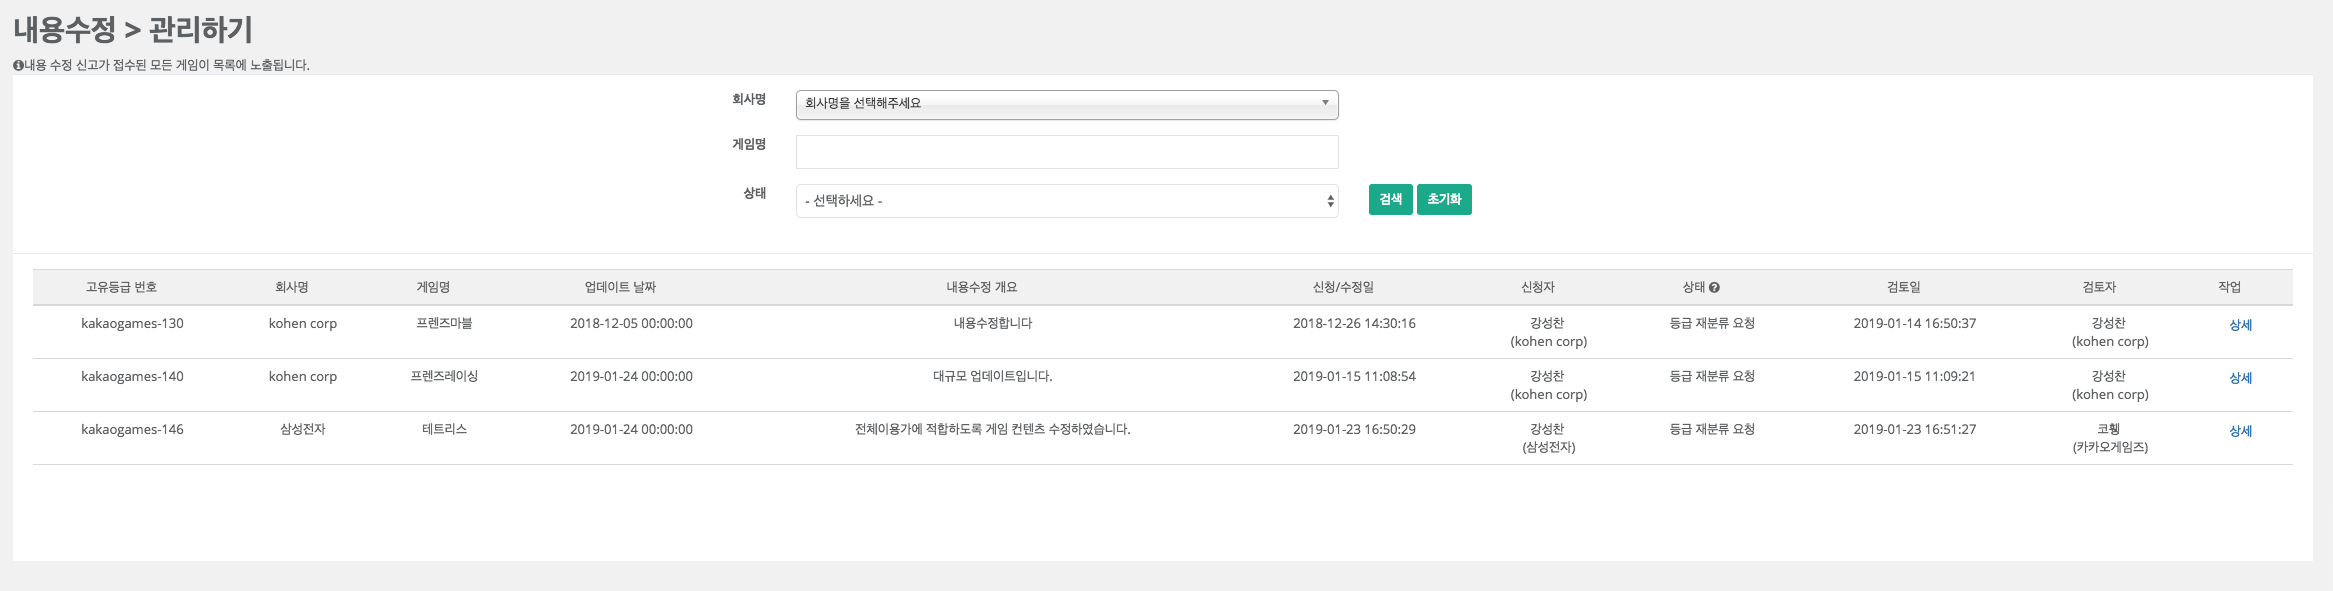 내용수정 > 관리하기
내용 수정 신고가 접수된 모든 게임이 목록에 노출됩니다.
회사명 회사명을 선택해주세요
게임명
상태 - 선택하세요 - 검색 초기화
고유등급 번호 회사명 게임명 업데이트 날짜 내용수정 개요 신청/수정일 신청자 상태 검토일 검토자 작업
kakaogames-130 kohen corp 프렌즈마블 2018-12-05 00:00:00 내용수정합니다 2018-12-26 14:30:16 강성찬 등급 재분류 요청 2019-01-14 16:50:37 강성찬 상세
(kohen corp) (kohen corp)
kakaogames-140 kohen corp 프렌즈레이싱 2019-01-24 00:00:00 대규모 업데이트입니다. 2019-01-15 11:08:54 강성찬 등급 재분류 요청 2019-01-15 11:09:21 강성찬 상세
(kohen corp) (kohen corp)
kakaogames-146 삼성전자 테트리스 2019-01-24 00:00:00 전체이용가에 적합하도록 게임 컨텐츠 수정하였습니다. 2019-01-23 16:50:29 강성찬 등급 재분류 요청 2019-01-23 16:51:27 상세
(삼성전자) (카카오게임즈)